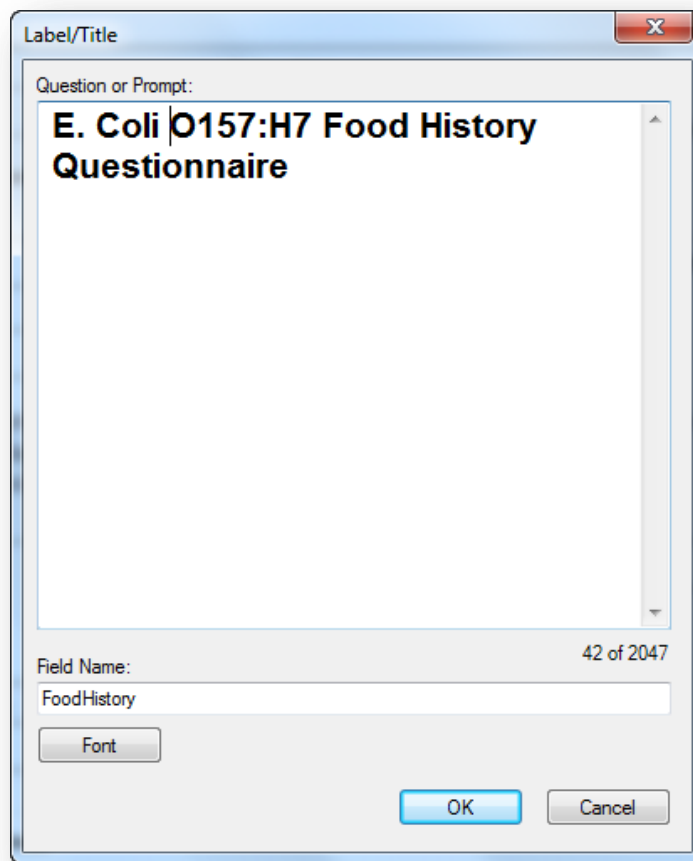 Label/Title
Question or Prompt:
E. Coli O157:H7 Food History
Questionnaire
42 of 2047
Field Name:
FoodHistory
Font
OK
Cancel